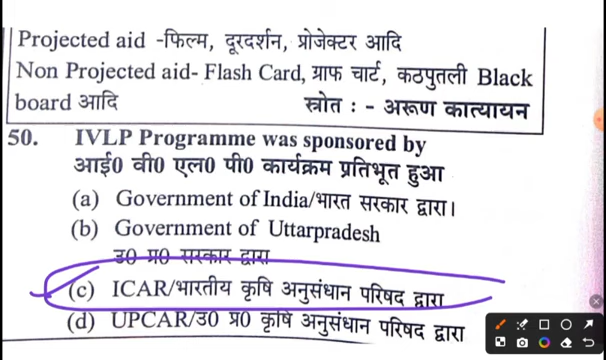 Projected aid -फिल्म, दूरदर्शन, प्रोजेक्टर आदि
Non Projected aid- Flash Card, ग्राफ चार्ट, कठपुतली Black
board आदि स्त्रोत : - अरूण कात्यायन
50. IVLP Programme was sponsored by
आई0 वी0 एल0 पी0 कार्यक्रम प्रतिभूत हुआ
(a) Government of India/भारत सरकार द्वारा।
(b) Government of Uttarpradesh
उ0 प्र0 सरकार द्वारा
(c) ICAR/भारतीय कृषि अनुसंधान परिषद द्वारा
(d) UPCAR/उ0 प्र0 कृषि अनुसंधान परिषद द्वारा